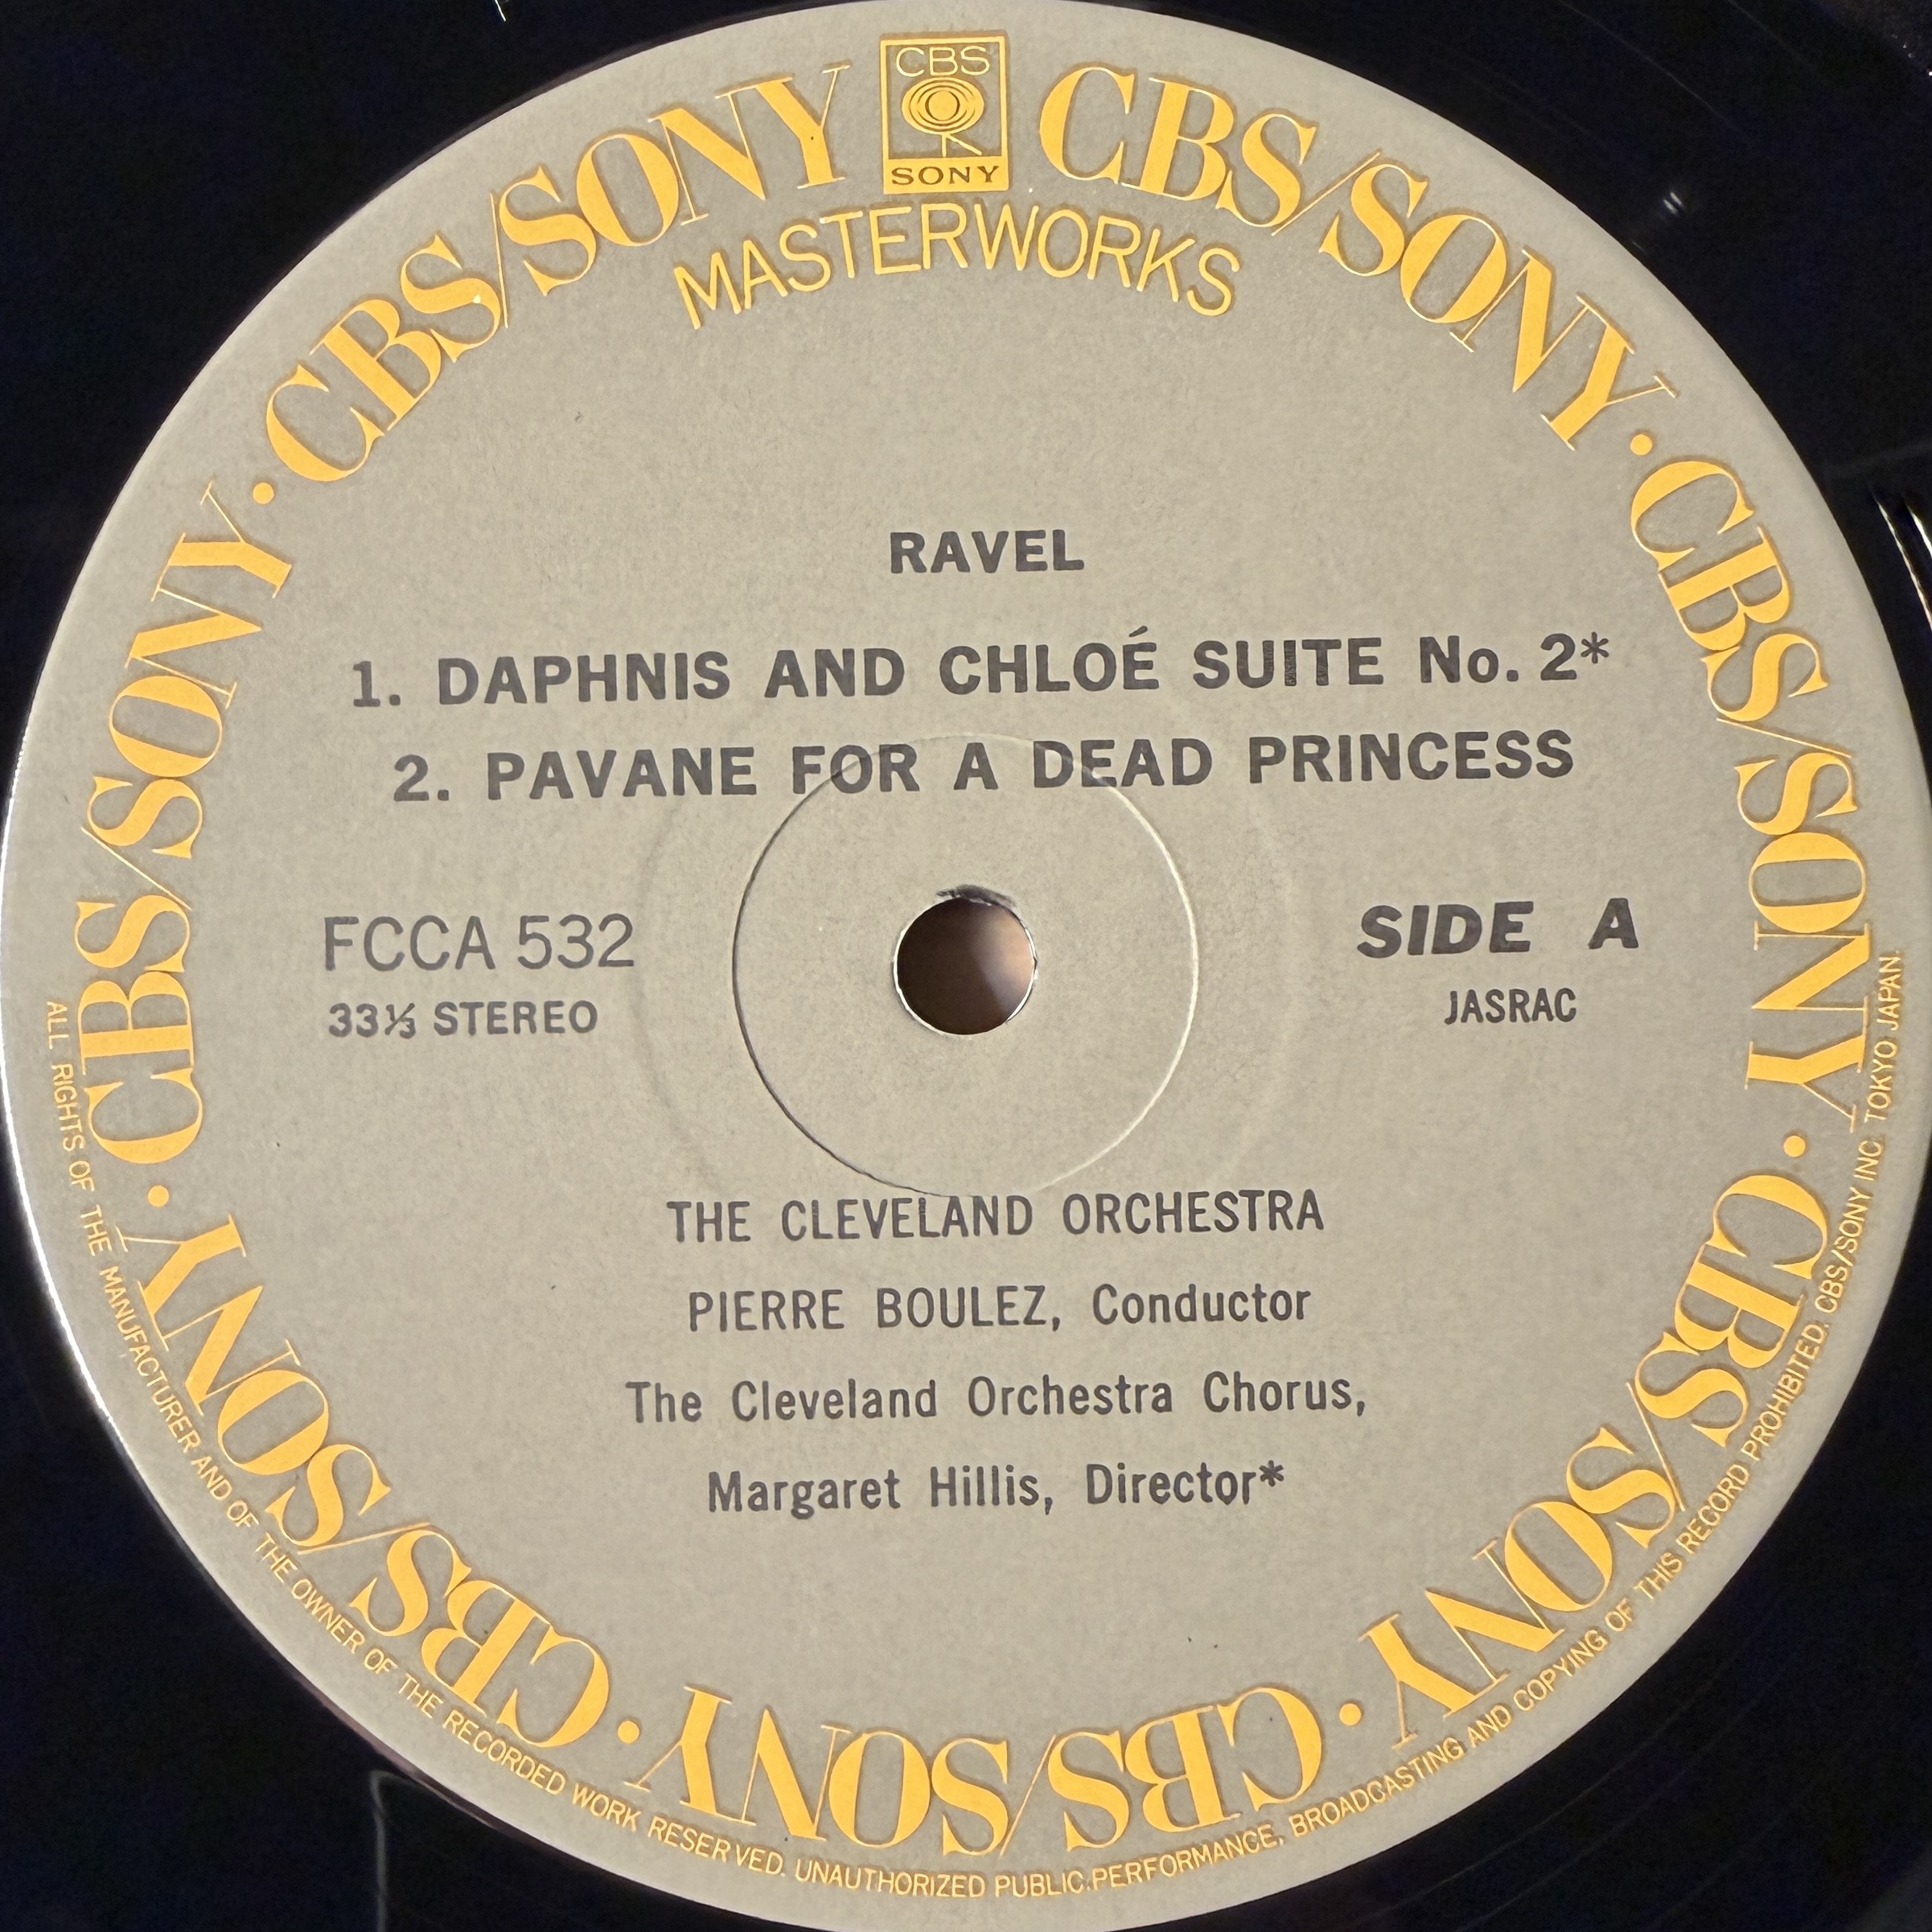 CBS
SONY
CBS/SONY · CBS/SONY · CBS/SONY · CBS/SONY · CBS/SONY · CBS/SONY · CBS/SONY · CBS/SONY
MASTERWORKS
RAVEL
1. DAPHNIS AND CHLOÉ SUITE No. 2*
2. PAVANE FOR A DEAD PRINCESS
FCCA 532
33⅓ STEREO
SIDE A
JASRAC
THE CLEVELAND ORCHESTRA
PIERRE BOULEZ, Conductor
The Cleveland Orchestra Chorus,
Margaret Hillis, Director*
ALL RIGHTS OF THE MANUFACTURER AND OF THE OWNER OF THE RECORDED WORK RESERVED. UNAUTHORIZED PUBLIC PERFORMANCE, BROADCASTING AND COPYING OF THIS RECORD PROHIBITED. CBS/SONY INC. TOKYO, JAPAN.